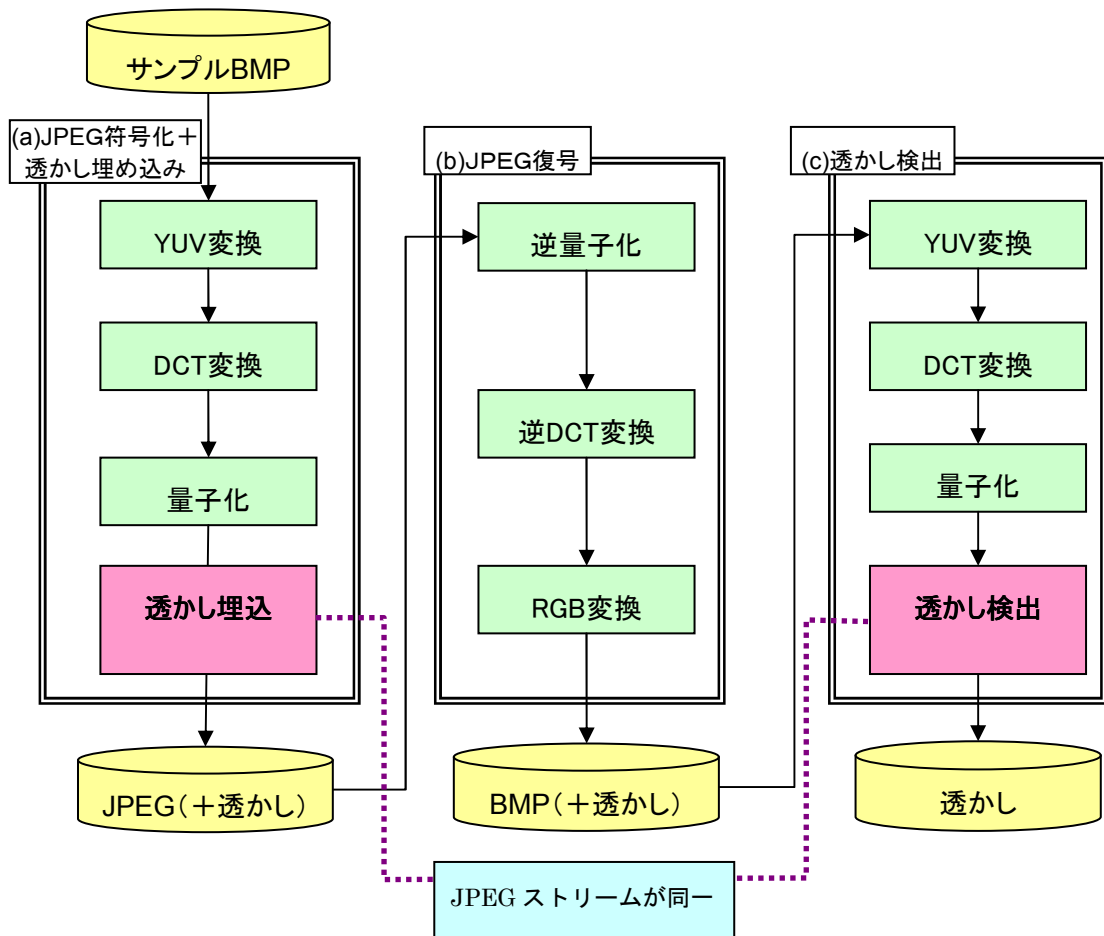 サンプルBMP
(a)JPEG符号化＋
透かし埋め込み
YUV変換
DCT変換
量子化
透かし埋込
JPEG(＋透かし)
(b)JPEG復号
逆量子化
逆DCT変換
RGB変換
BMP(＋透かし)
(c)透かし検出
YUV変換
DCT変換
量子化
透かし検出
透かし
JPEG ストリームが同一